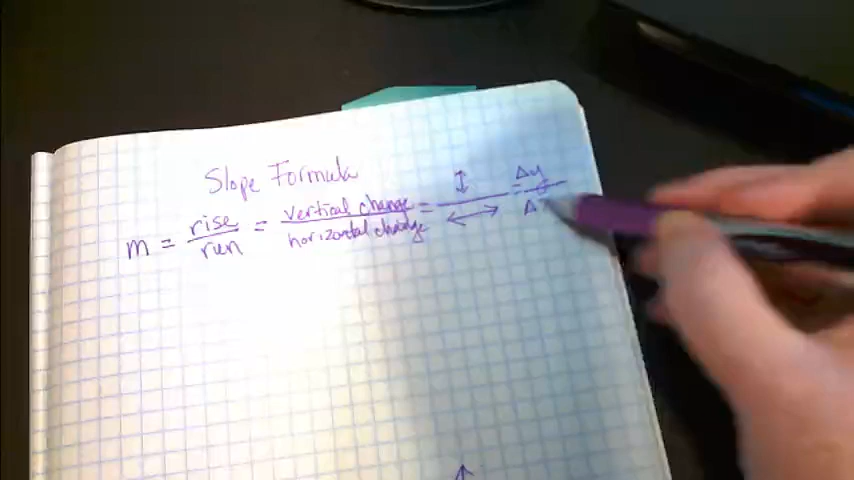 Slope Formula
m = rise/run = vertical change/horizontal change = ↕/↔ = Δy/Δ